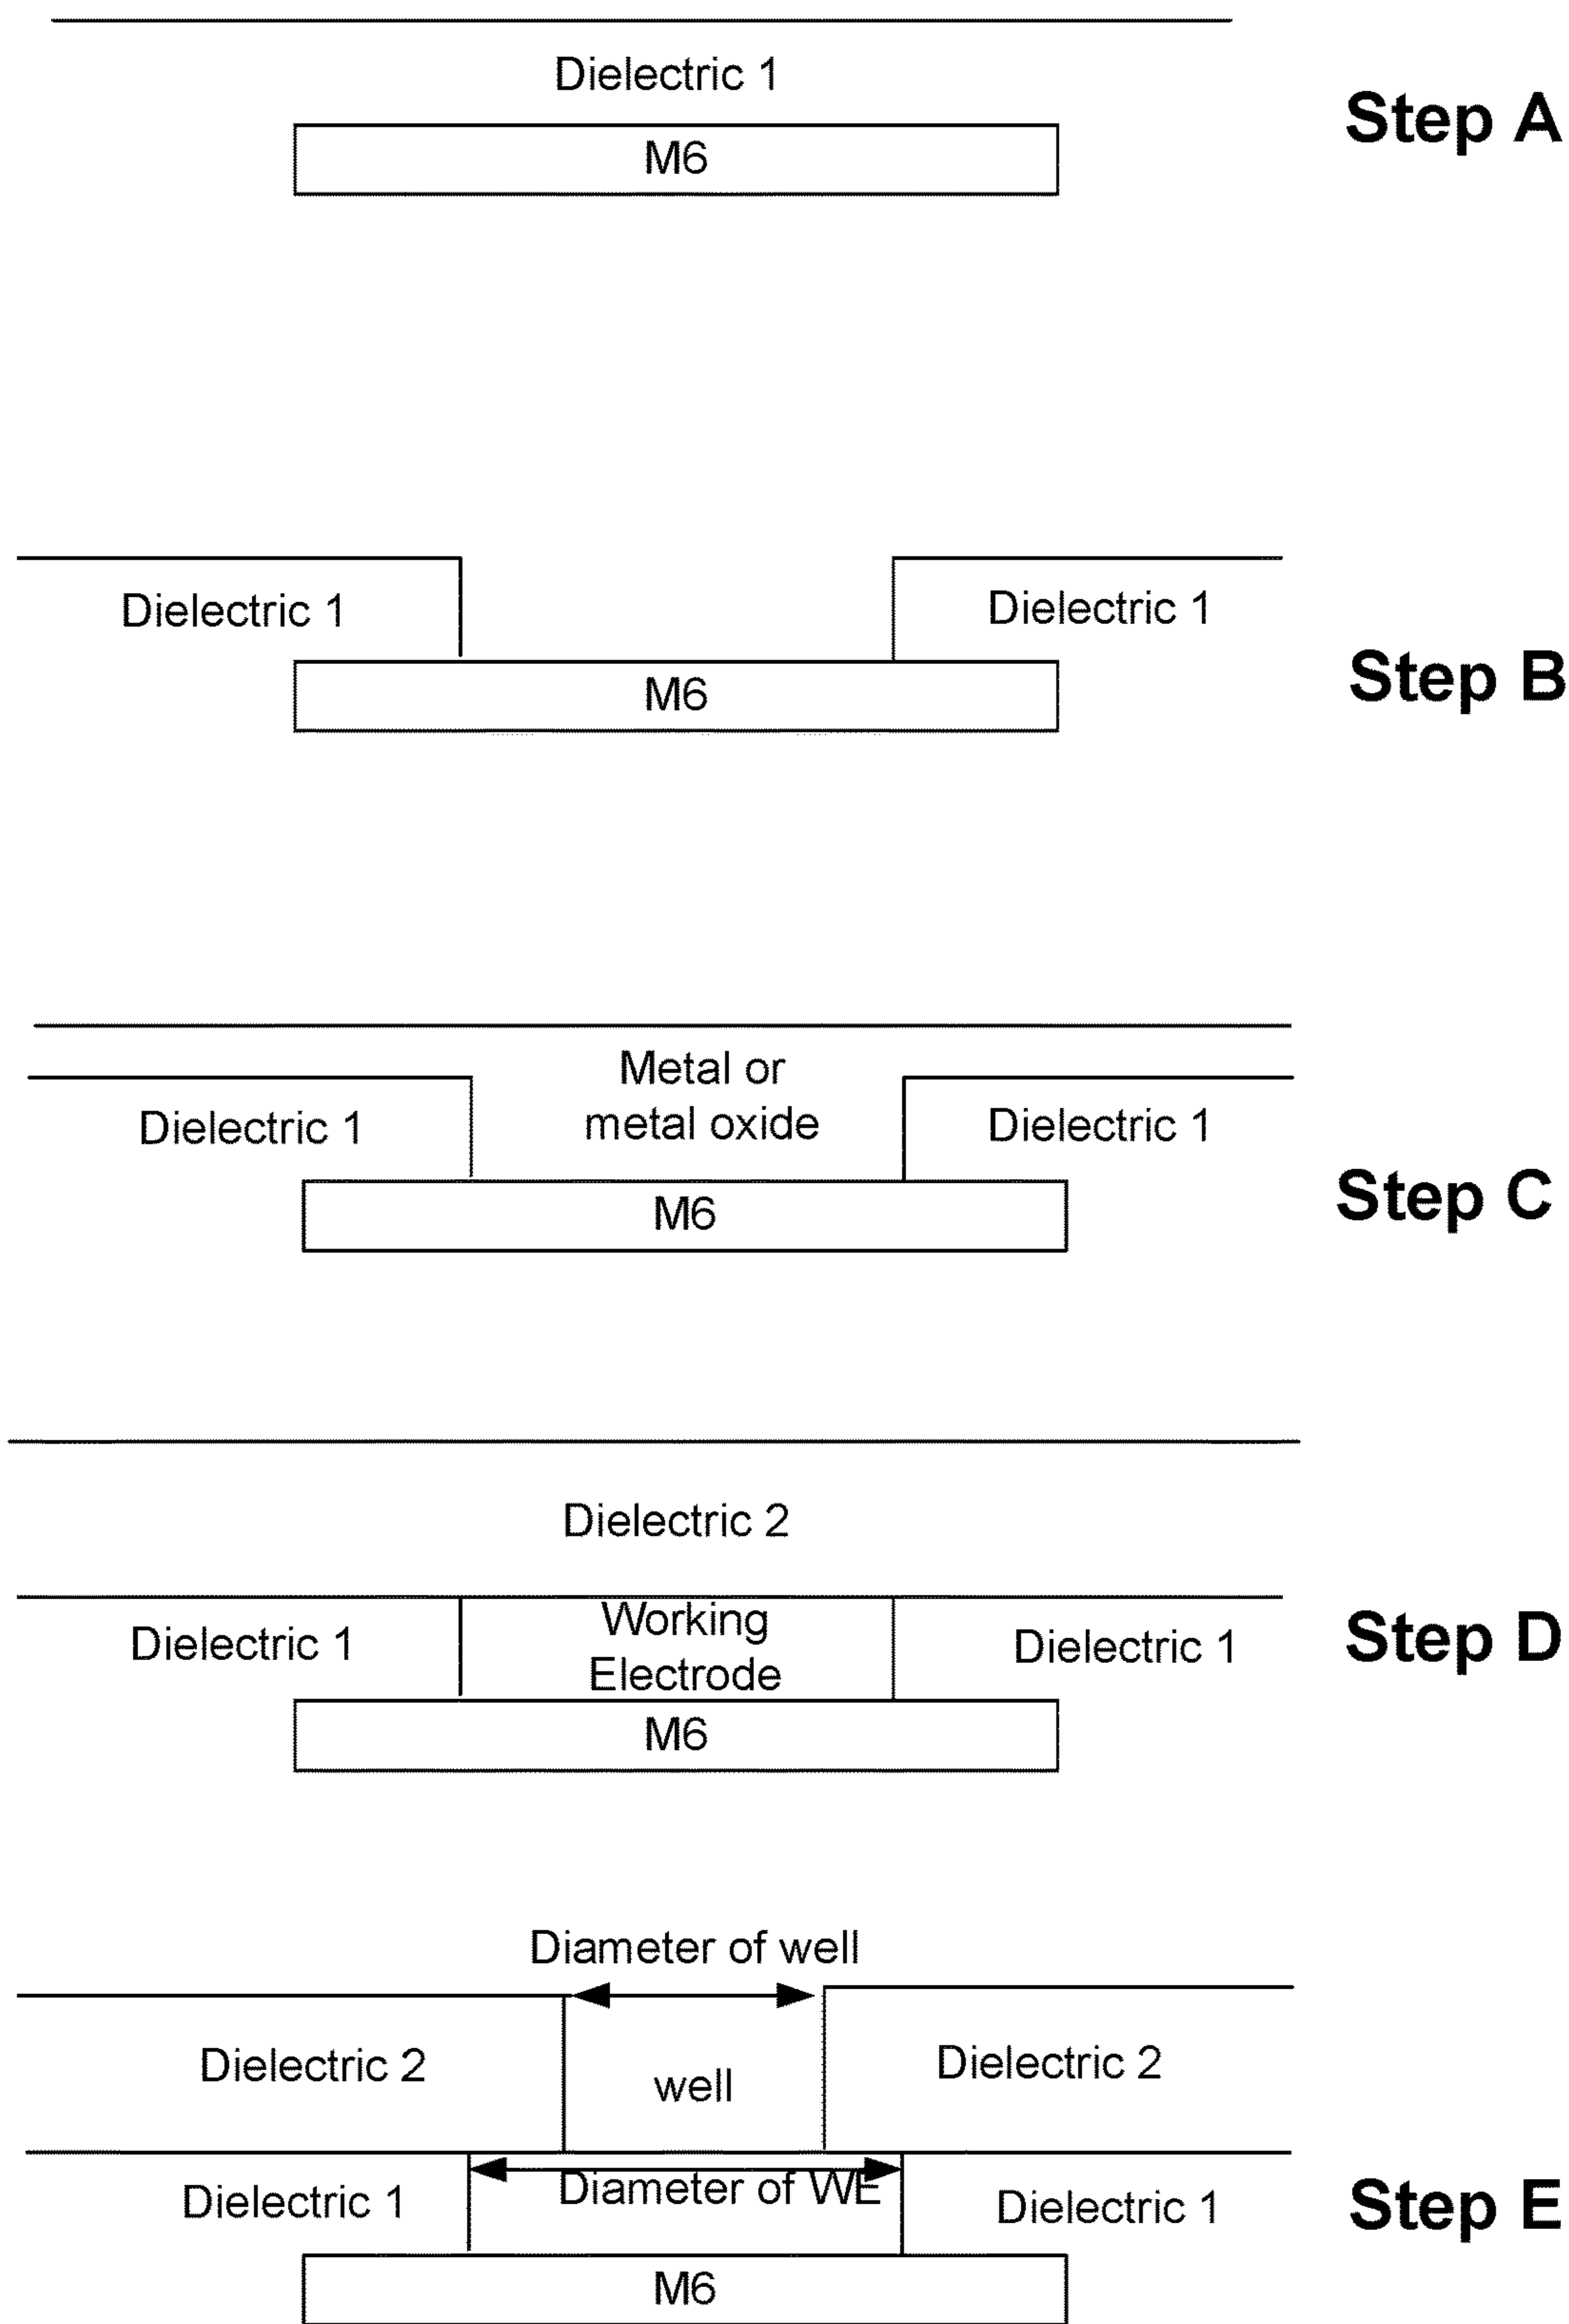 Dielectric 1
M6
Step A
Dielectric 1
Dielectric 1
M6
Step B
Metal or
metal oxide
Dielectric 1
Dielectric 1
M6
Step C
Dielectric 2
Working
Electrode
Dielectric 1
Dielectric 1
M6
Step D
Diameter of well
Dielectric 2
well
Dielectric 2
Diameter of WE
Dielectric 1
Dielectric 1
M6
Step E